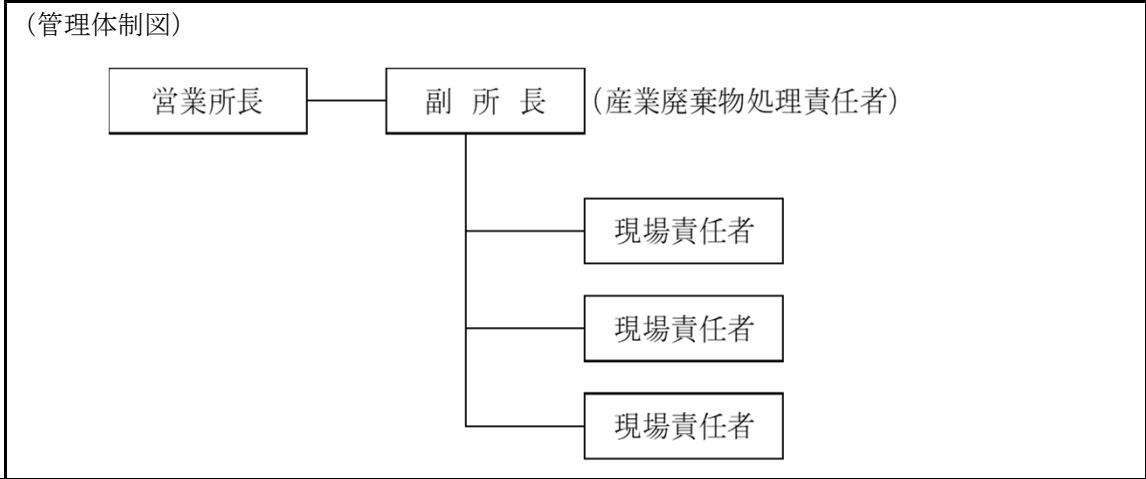 （管理体制図）
営業所長
副 所 長
（産業廃棄物処理責任者）
現場責任者
現場責任者
現場責任者